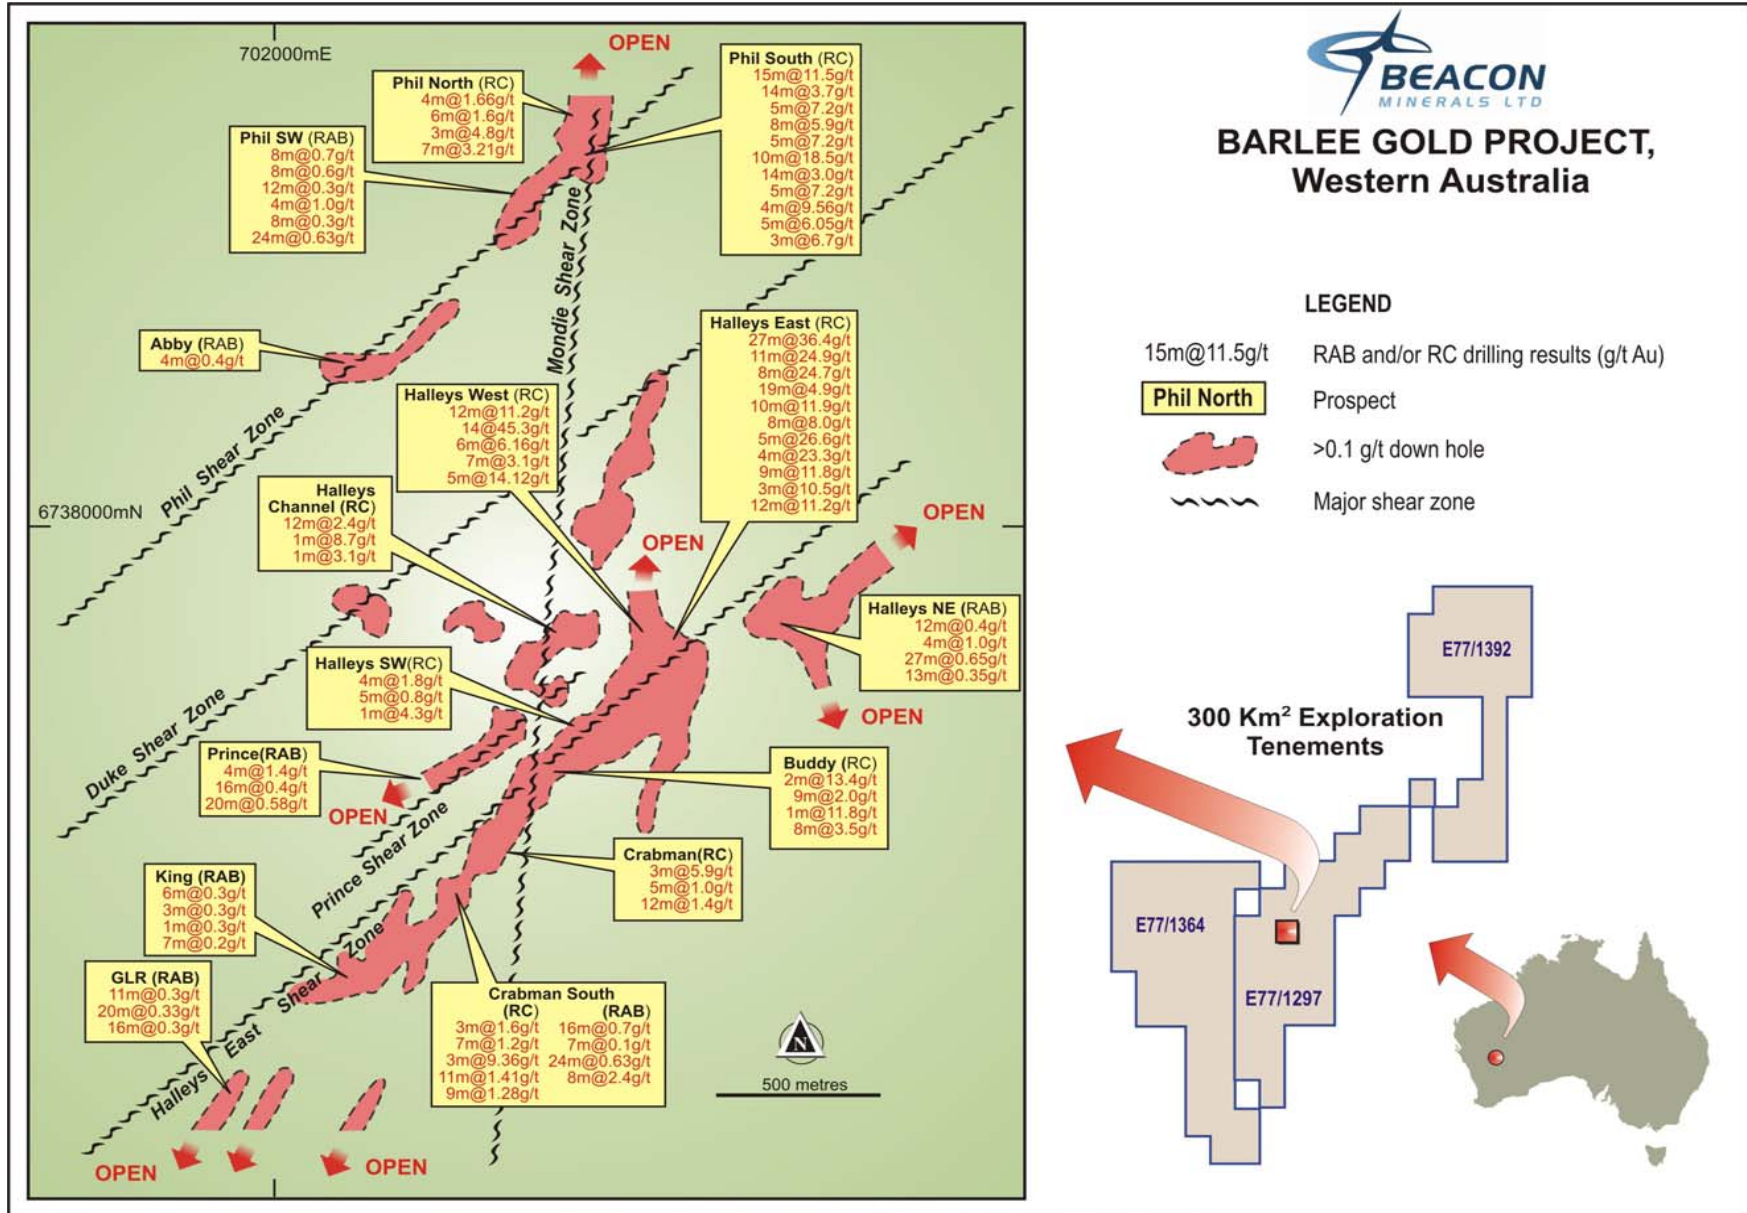 702000mE
OPEN
Phil North (RC)
4m@1.66g/t
6m@1.6g/t
3m@4.8g/t
7m@3.21g/t
Phil South (RC)
15m@11.5g/t
14m@3.7g/t
5m@7.2g/t
8m@5.9g/t
5m@7.2g/t
10m@18.5g/t
14m@3.0g/t
5m@7.2g/t
4m@9.56g/t
5m@6.05g/t
3m@6.7g/t
Phil SW (RAB)
8m@0.7g/t
8m@0.6g/t
12m@0.3g/t
4m@1.0g/t
8m@0.3g/t
24m@0.63g/t
Mondie Shear Zone
Abby (RAB)
4m@0.4g/t
Phil Shear Zone
Halleys East (RC)
27m@36.4g/t
11m@24.9g/t
8m@24.7g/t
19m@4.9g/t
10m@11.9g/t
8m@8.0g/t
5m@26.6g/t
4m@23.3g/t
9m@11.8g/t
3m@10.5g/t
12m@11.2g/t
Halleys West (RC)
12m@11.2g/t
14@45.3g/t
6m@6.16g/t
7m@3.1g/t
5m@14.12g/t
6738000mN
Halleys
Channel (RC)
12m@2.4g/t
1m@8.7g/t
1m@3.1g/t
OPEN
OPEN
Halleys NE (RAB)
12m@0.4g/t
4m@1.0g/t
27m@0.65g/t
13m@0.35g/t
OPEN
Halleys SW(RC)
4m@1.8g/t
5m@0.8g/t
1m@4.3g/t
Duke Shear Zone
Prince(RAB)
4m@1.4g/t
16m@0.4g/t
20m@0.58g/t
OPEN
Buddy (RC)
2m@13.4g/t
9m@2.0g/t
1m@11.8g/t
8m@3.5g/t
Prince Shear Zone
Crabman(RC)
3m@5.9g/t
5m@1.0g/t
12m@1.4g/t
King (RAB)
6m@0.3g/t
3m@0.3g/t
1m@0.3g/t
7m@0.2g/t
GLR (RAB)
11m@0.3g/t
20m@0.33g/t
16m@0.3g/t
Halleys East Shear Zone
Crabman South
(RC) (RAB)
3m@1.6g/t 16m@0.7g/t
7m@1.2g/t 7m@0.1g/t
3m@9.36g/t 24m@0.63g/t
11m@1.41g/t 8m@2.4g/t
9m@1.28g/t
N
500 metres
OPEN
OPEN
BEACON
MINERALS LTD
BARLEE GOLD PROJECT,
Western Australia
LEGEND
15m@11.5g/t RAB and/or RC drilling results (g/t Au)
Phil North Prospect
>0.1 g/t down hole
Major shear zone
E77/1392
300 Km² Exploration
Tenements
E77/1364
E77/1297